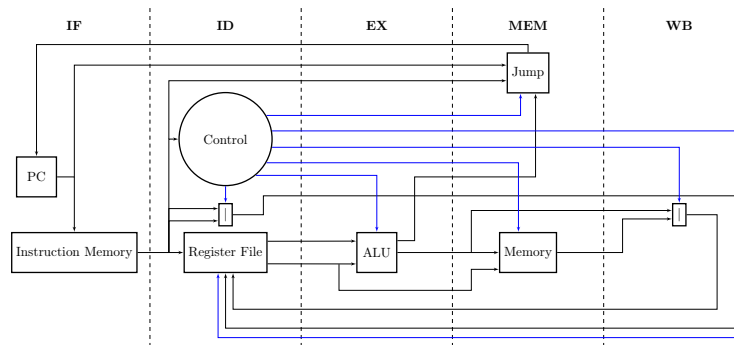 IF ID EX MEM WB
Jump
Control
PC
Instruction Memory Register File ALU Memory